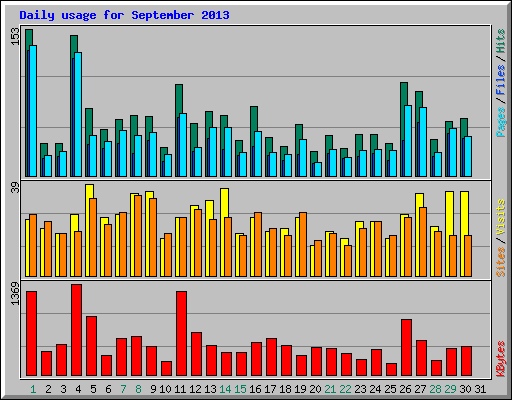 Daily usage for September 2013
153
Pages / Files / Hits
39
Sites / Visits
1369
KBytes
1 2 3 4 5 6 7 8 9 10 11 12 13 14 15 16 17 18 19 20 21 22 23 24 25 26 27 28 29 30 31